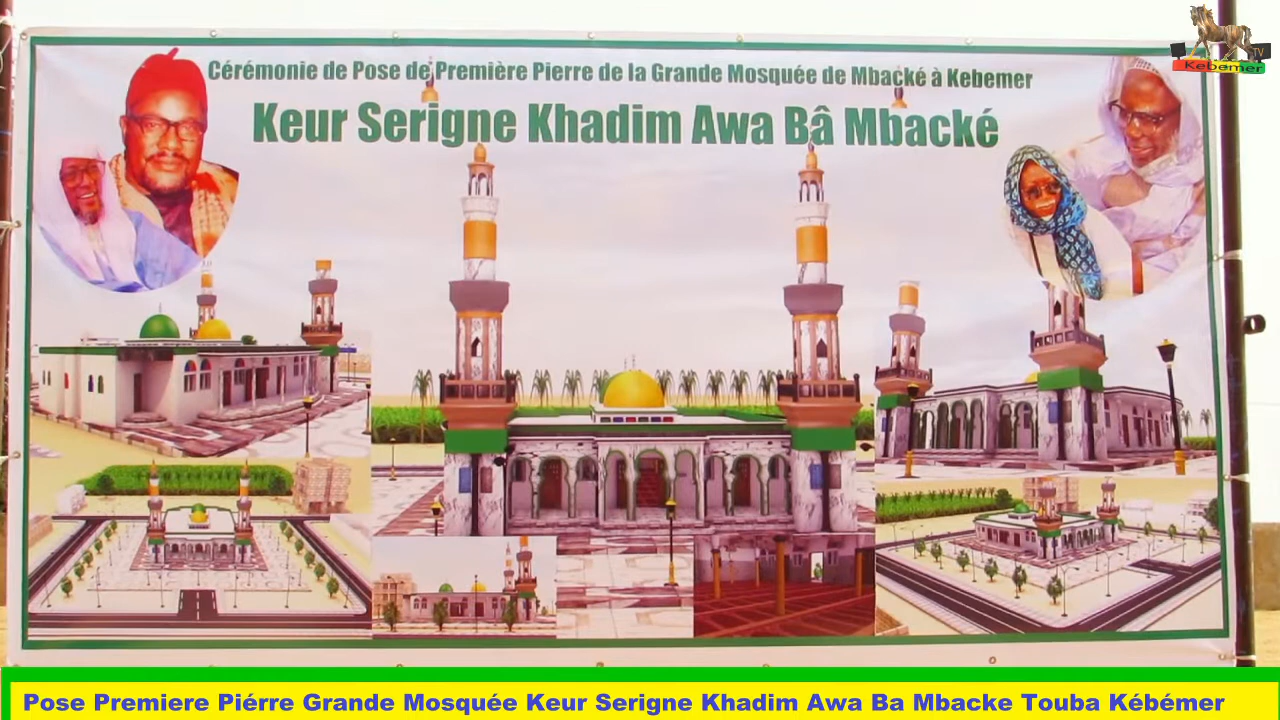 Cérémonie de Pose de Première Pierre de la Grande Mosquée de Mbacké à Kebemer
Keur Serigne Khadim Awa Bâ Mbacké
TV
Kebemer
Pose Premiere Piérre Grande Mosquée Keur Serigne Khadim Awa Ba Mbacke Touba Kébémer